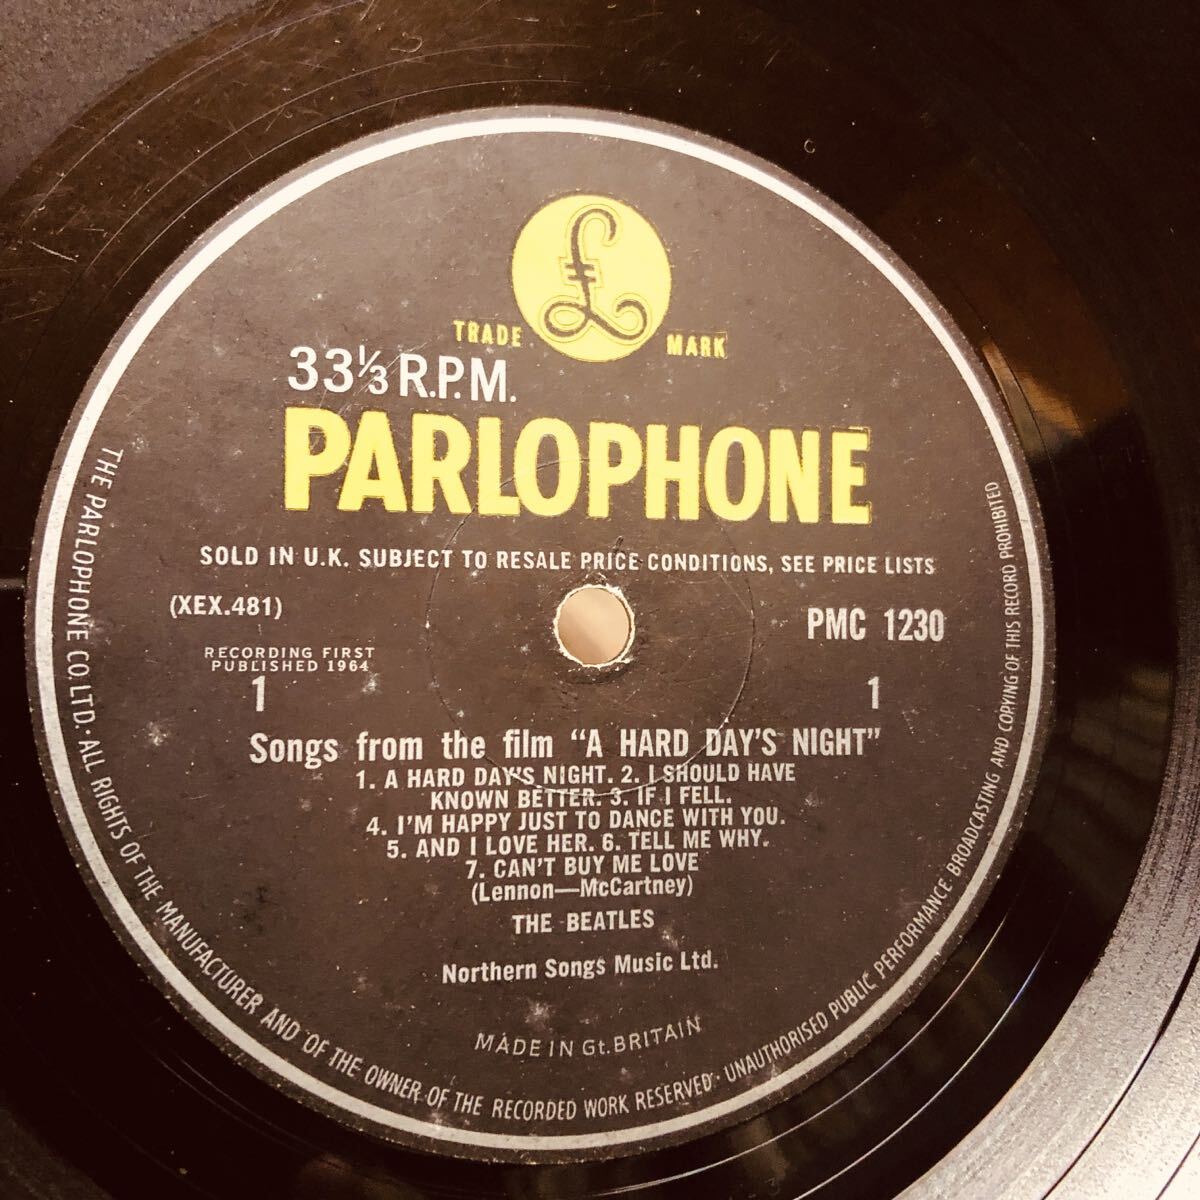 £
TRADE MARK
33⅓ R.P.M.
PARLOPHONE
SOLD IN U.K. SUBJECT TO RESALE PRICE CONDITIONS, SEE PRICE LISTS
(XEX.481)
PMC 1230
RECORDING FIRST
PUBLISHED 1964
1
1
Songs from the film "A HARD DAY'S NIGHT"
1. A HARD DAY'S NIGHT. 2. I SHOULD HAVE
KNOWN BETTER. 3. IF I FELL.
4. I'M HAPPY JUST TO DANCE WITH YOU.
5. AND I LOVE HER. 6. TELL ME WHY.
7. CAN'T BUY ME LOVE
(Lennon—McCartney)
THE BEATLES
Northern Songs Music Ltd.
MADE IN Gt. BRITAIN
THE PARLOPHONE CO. LTD. · ALL RIGHTS OF THE MANUFACTURER AND OF THE OWNER OF THE RECORDED WORK RESERVED · UNAUTHORISED PUBLIC PERFORMANCE BROADCASTING AND COPYING OF THIS RECORD PROHIBITED